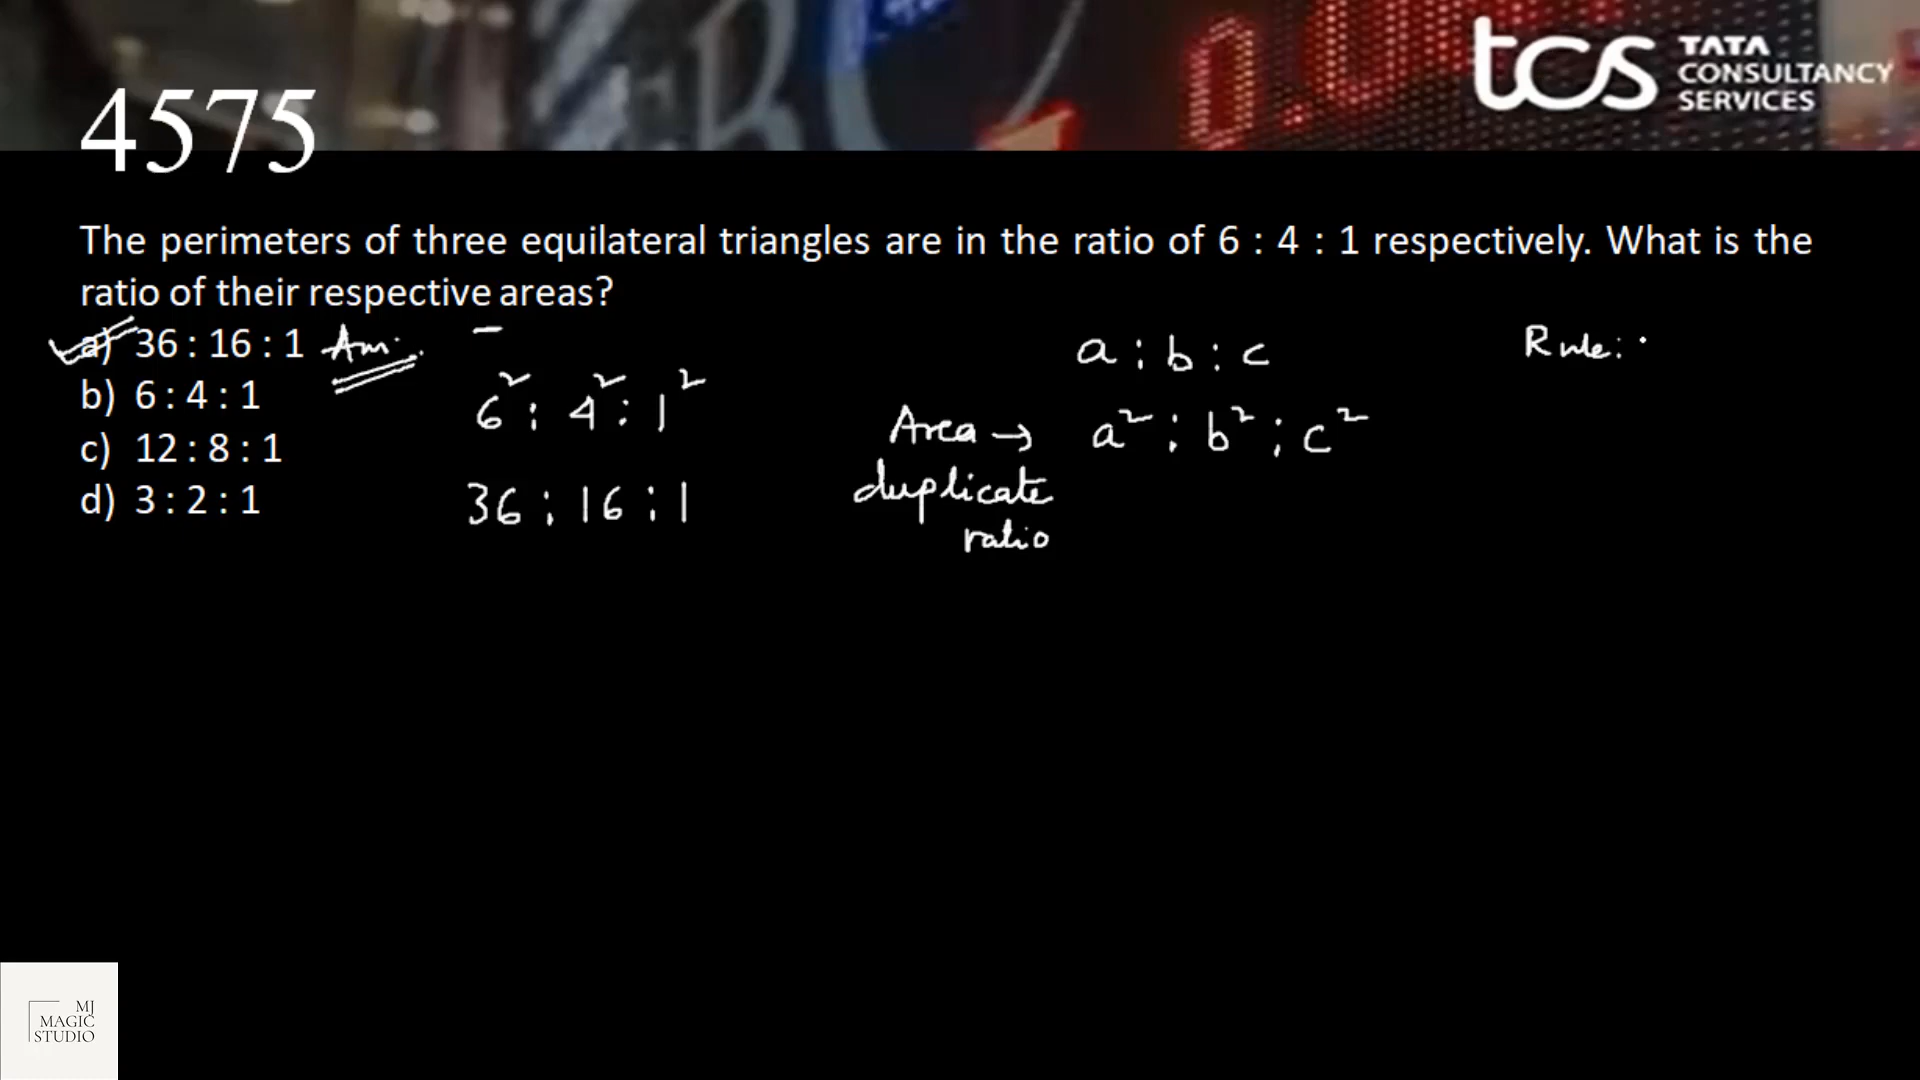 tcs TATA
CONSULTANCY
SERVICES
4575
The perimeters of three equilateral triangles are in the ratio of 6 : 4 : 1 respectively. What is the
ratio of their respective areas?
a) 36 : 16 : 1 Ans.
b) 6 : 4 : 1
c) 12 : 8 : 1
d) 3 : 2 : 1
6² : 4² : 1²
36 : 16 : 1
a : b : c
Area → a² : b² : c²
duplicate
ratio
Rule:
MJ
MAGIC
STUDIO